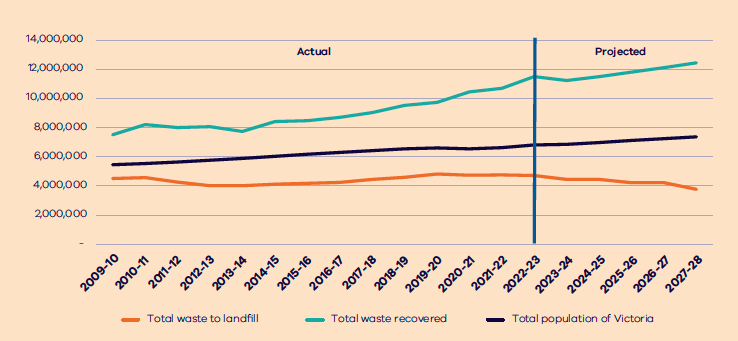 14,000,000
Actual Projected
12,000,000
10,000,000
8,000,000
6,000,000
4,000,000
2,000,000
-
2009-10 2010-11 2011-12 2012-13 2013-14 2014-15 2015-16 2016-17 2017-18 2018-19 2019-20 2020-21 2021-22 2022-23 2023-24 2024-25 2025-26 2026-27 2027-28
Total waste to landfill Total waste recovered Total population of Victoria